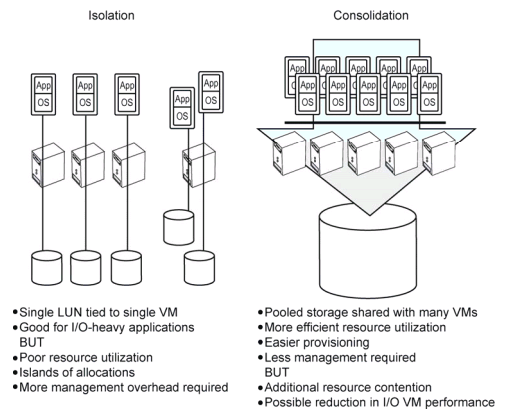 Isolation
App
OS
App
OS
App
OS
App
OS
App
OS
• Single LUN tied to single VM
• Good for I/O-heavy applications
BUT
• Poor resource utilization
• Islands of allocations
• More management overhead required
Consolidation
App
App
App
App
App
OS
App
OS
App
OS
App
OS
App
OS
App
OS
• Pooled storage shared with many VMs
• More efficient resource utilization
• Easier provisioning
• Less management required
BUT
• Additional resource contention
• Possible reduction in I/O VM performance